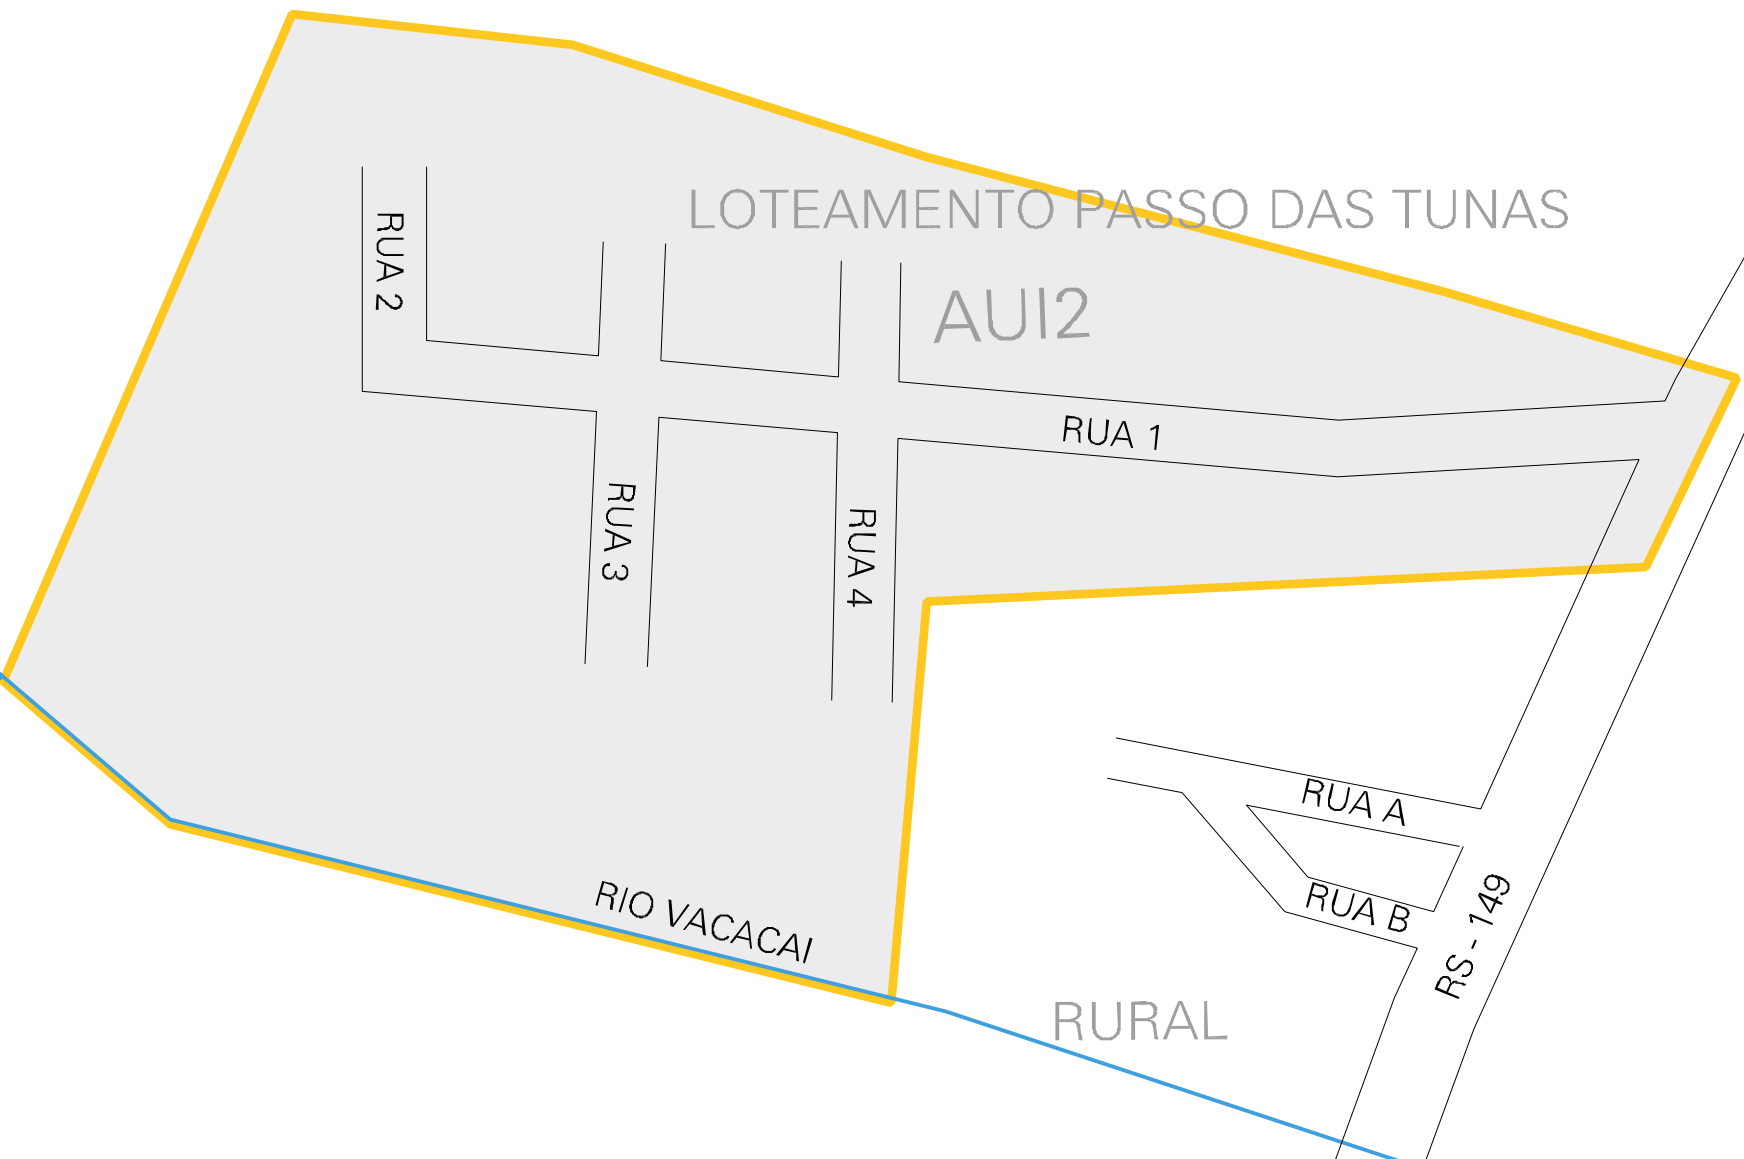 LOTEAMENTO PASSO DAS TUNAS
RUA 2
AUI2
RUA 1
RUA 3
RUA 4
RUA A
RUA B
RS - 149
RIO VACACAI
RURAL